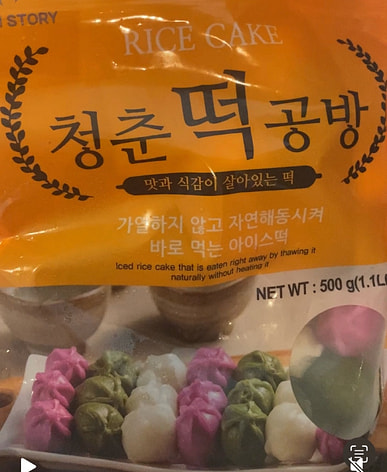 STORY
RICE CAKE
청춘떡공방
맛과 식감이 살아있는 떡
가열하지 않고 자연해동시켜
바로 먹는 아이스떡
Iced rice cake that is eaten right away by thawing it
naturally without heating it
NET WT : 500 g(1.1L